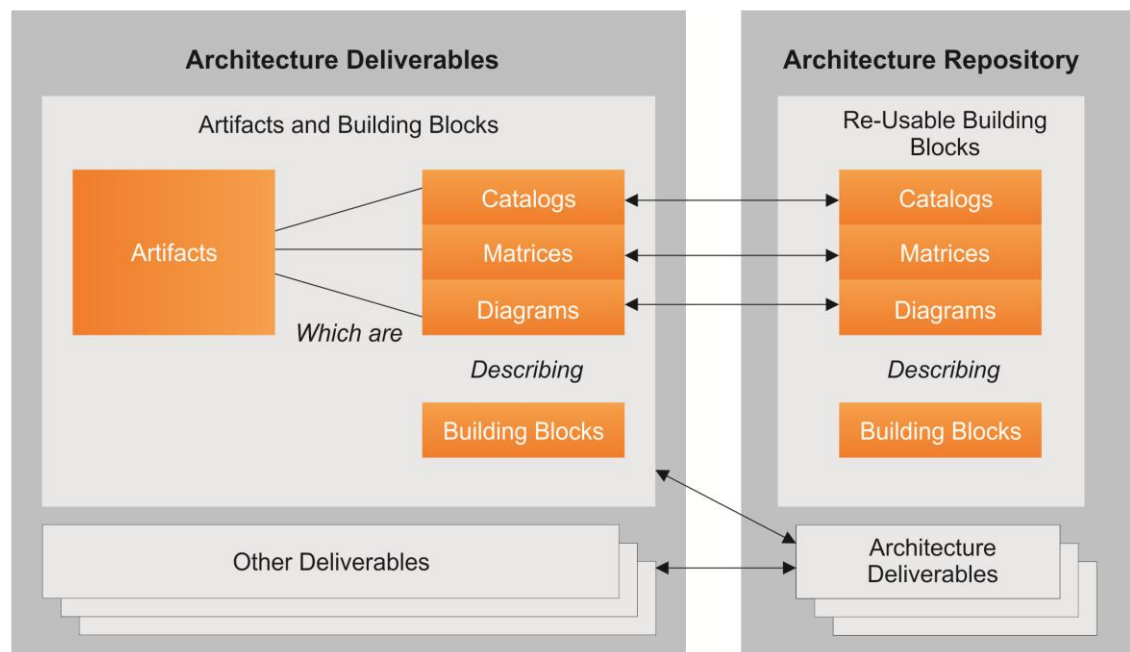 Architecture Deliverables
Artifacts and Building Blocks
Artifacts
Which are
Catalogs
Matrices
Diagrams
Describing
Building Blocks
Other Deliverables
Architecture Repository
Re-Usable Building
Blocks
Catalogs
Matrices
Diagrams
Describing
Building Blocks
Architecture
Deliverables